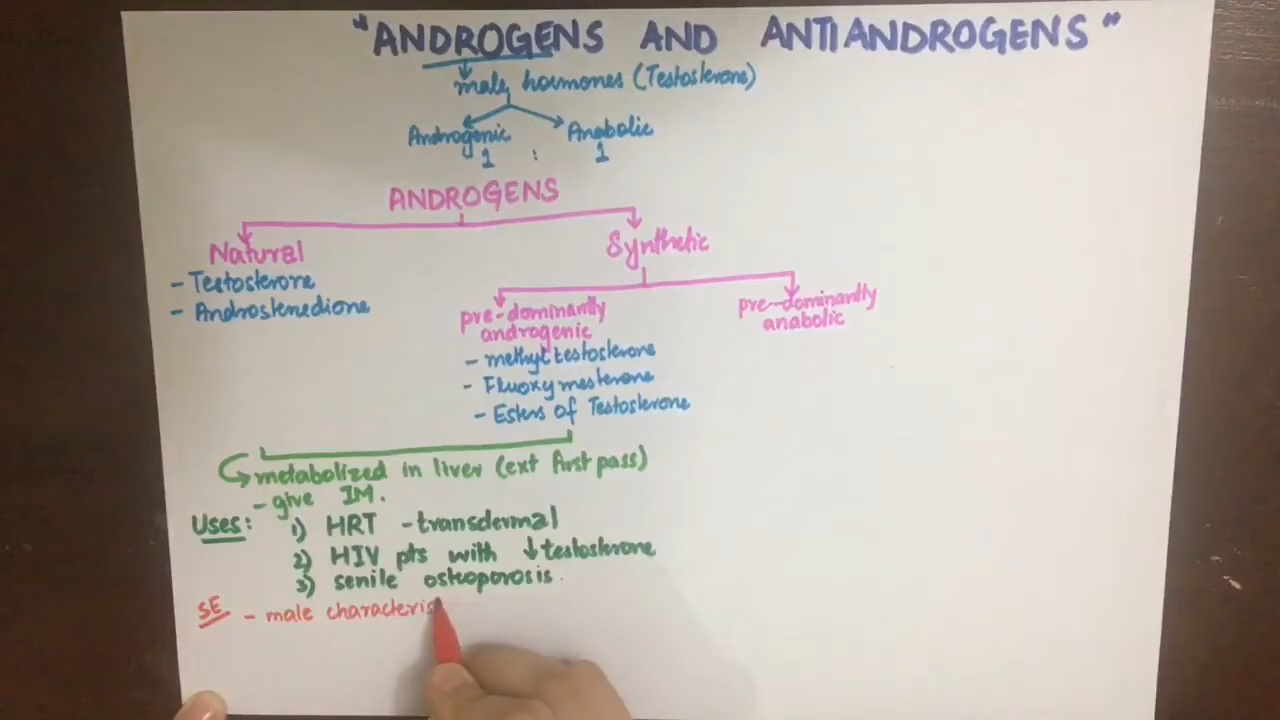 "ANDROGENS AND ANTIANDROGENS"
male hormones (Testosterone)
Androgenic Anabolic
1 : 1
ANDROGENS
Natural
- Testosterone
- Androstenedione
Synthetic
pre-dominantly
androgenic
- methyl testosterone
- Fluoxymesterone
- Esters of Testosterone
pre-dominantly
anabolic
metabolized in liver (ext first pass)
- give IM.
Uses: 1) HRT - transdermal
2) HIV pts with ↓ testosterone
3) senile osteoporosis.
SE - male characteris